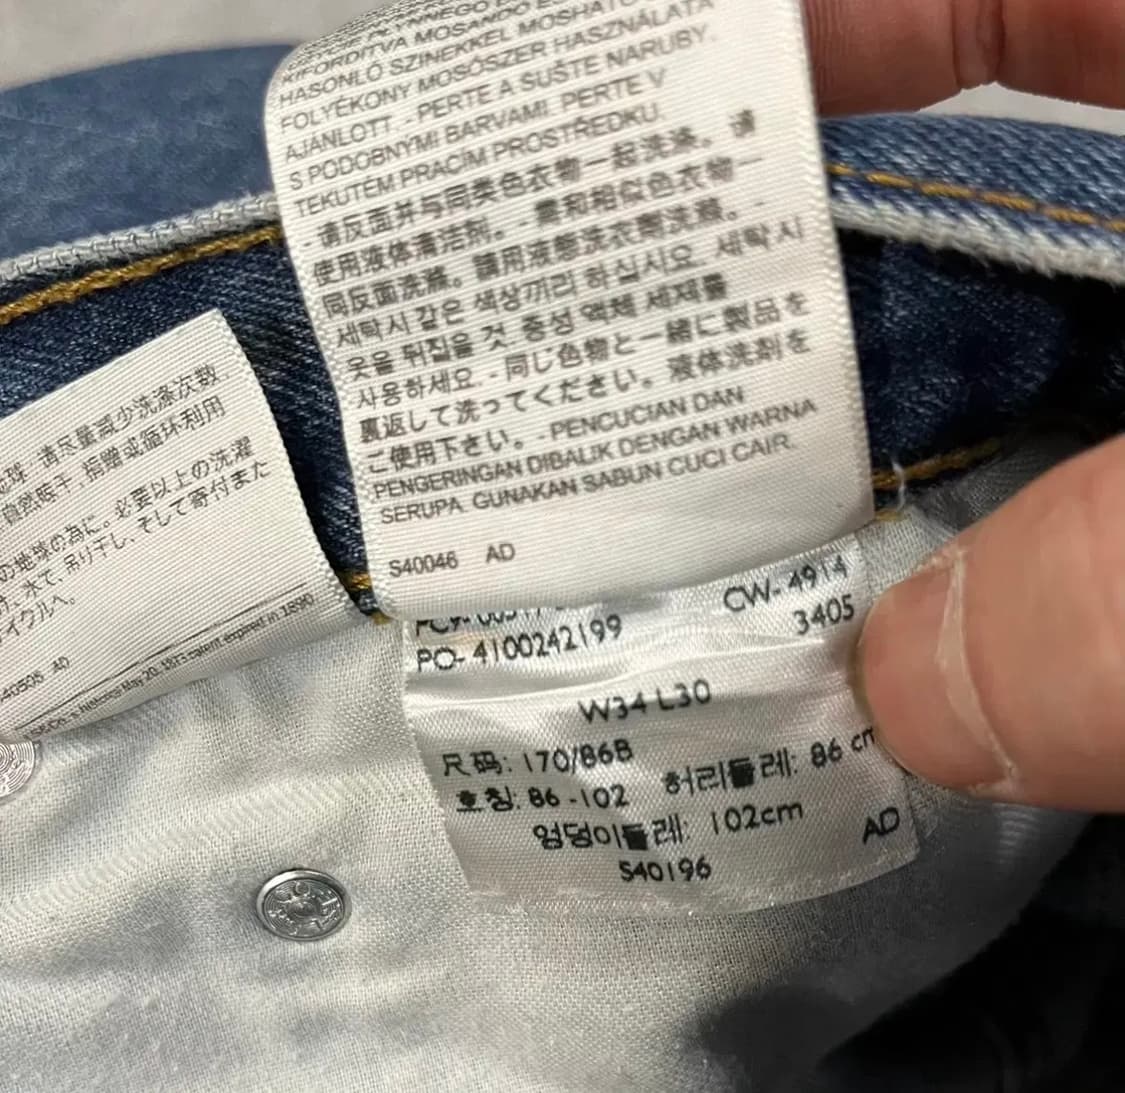 KIFORDÍTVA MOSANDÓ
HASONLÓ SZÍNEKKEL MOSHATÓ
FOLYÉKONY MOSÓSZER HASZNÁLATA
AJÁNLOTT. - PERTE A SUŠTE NARUBY.
S PODOBNÝMI BARVAMI. PERTE V
TEKUTÉM PRACÍM PROSTŘEDKU.
- 请反面并与同类色衣物一起洗涤。请
使用液体清洁剂。- 需和相似色衣物一
同反面洗滌。請用液態洗衣劑洗滌。-
세탁시 같은 색상끼리 하십시오. 세탁시
옷을 뒤집을 것 중성 액체 세제를
사용하세요. - 同じ色物と一緒に製品を
裏返して洗ってください。液体洗剤を
ご使用下さい。- PENCUCIAN DAN
PENGERINGAN DIBALIK DENGAN WARNA
SERUPA. GUNAKAN SABUN CUCI CAIR.
S40046 AD
球。请尽量减少洗涤次数
自然晾干，捐赠或循环利用
の地球の為に。必要以上の洗濯
水で、吊り干し、そして寄付また
イクルへ。
AD
May 20, 1873 patent expired in 1890
CW- 4914
PO- 4100242199 3405
W34 L30
尺码: 170/86B
호칭: 86 -102 허리둘레: 86 cm
엉덩이둘레: 102cm AD
S40196